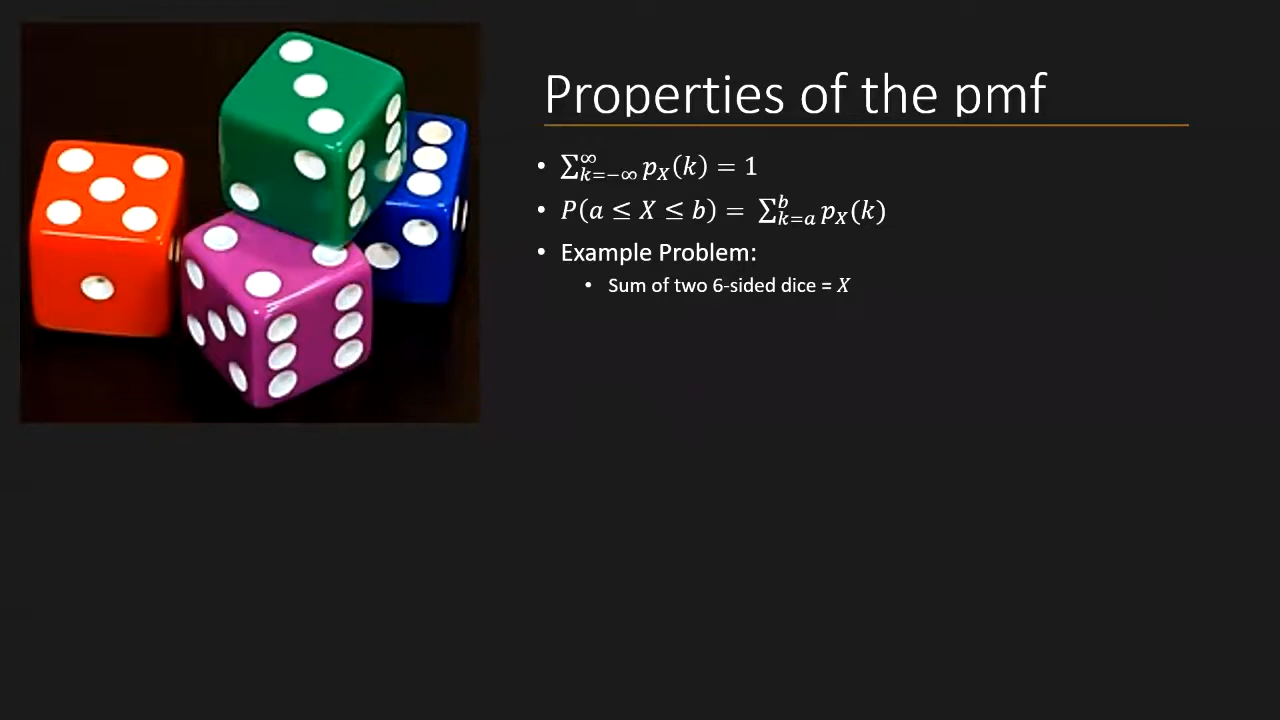 Properties of the pmf
• ∑_{k=−∞}^{∞} p_X(k) = 1
• P(a ≤ X ≤ b) = ∑_{k=a}^{b} p_X(k)
• Example Problem:
• Sum of two 6-sided dice = X